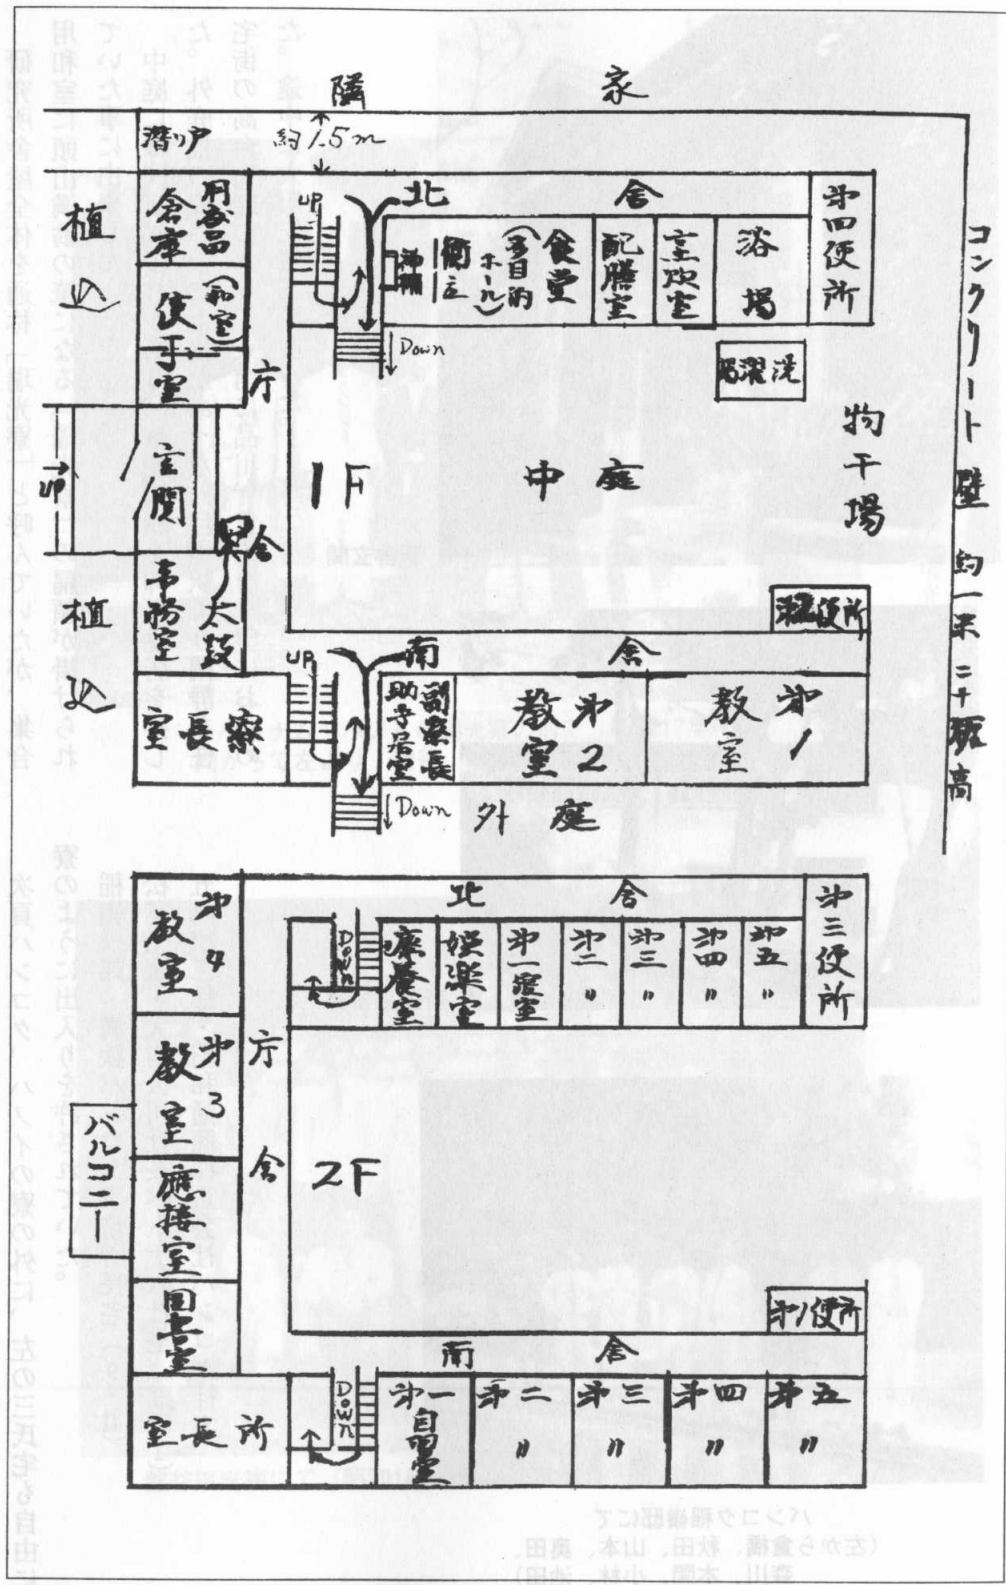 隣家
潜り戸
約1.5m
植込
倉庫
用務品
使丁室
(和室)
UP
北舎
衝立
食堂
(多目的ホール)
配膳室
烹炊室
浴場
第四便所
Down
洗濯場
庁舎
UP
玄関
1F
中庭
物干場
コンクリート壁 約一米二十糎高
植込
事務室
太鼓
便所
UP
南舎
寮長室
副寮長
助手居室
第2教室
第1教室
Down
外庭
第4教室
北舎
Down
療養室
娯楽室
第一寝室
第二〃
第三〃
第四〃
第五〃
第三便所
第3教室
庁舎
バルコニー
應接室
2F
図書室
便所
南舎
所長室
Down
第一自習室
第二〃
第三〃
第四〃
第五〃